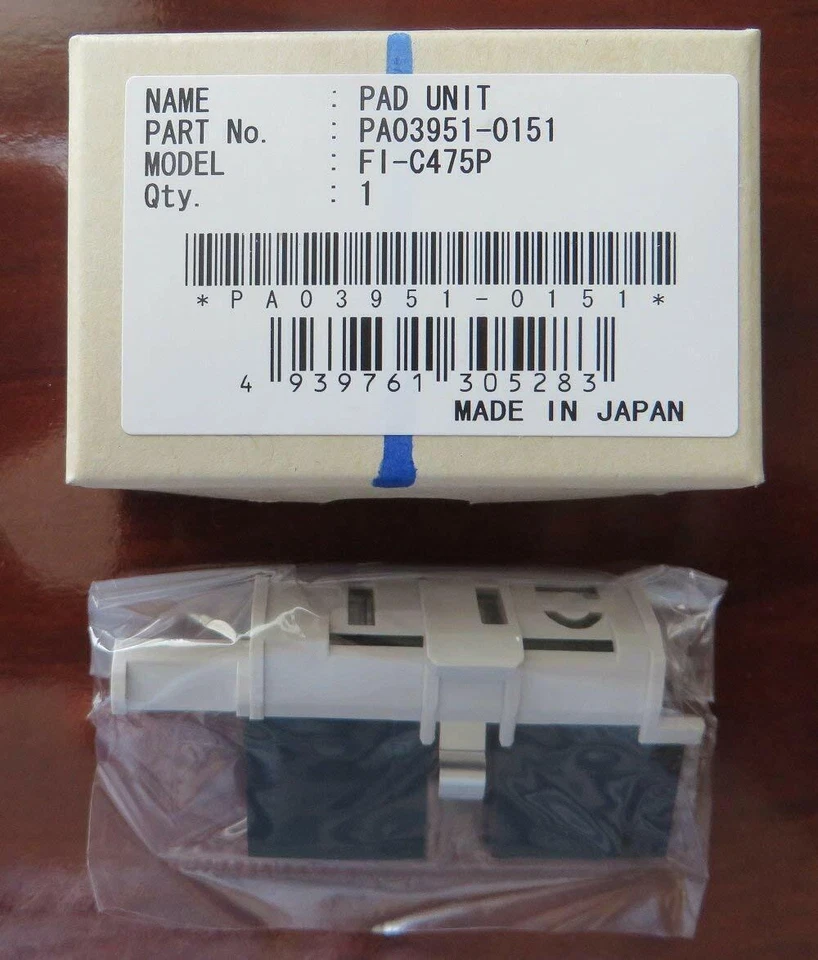 NAME : PAD UNIT
PART No. : PA03951-0151
MODEL : FI-C475P
Qty. : 1
*PA03951-0151*
4 939761 305283
MADE IN JAPAN